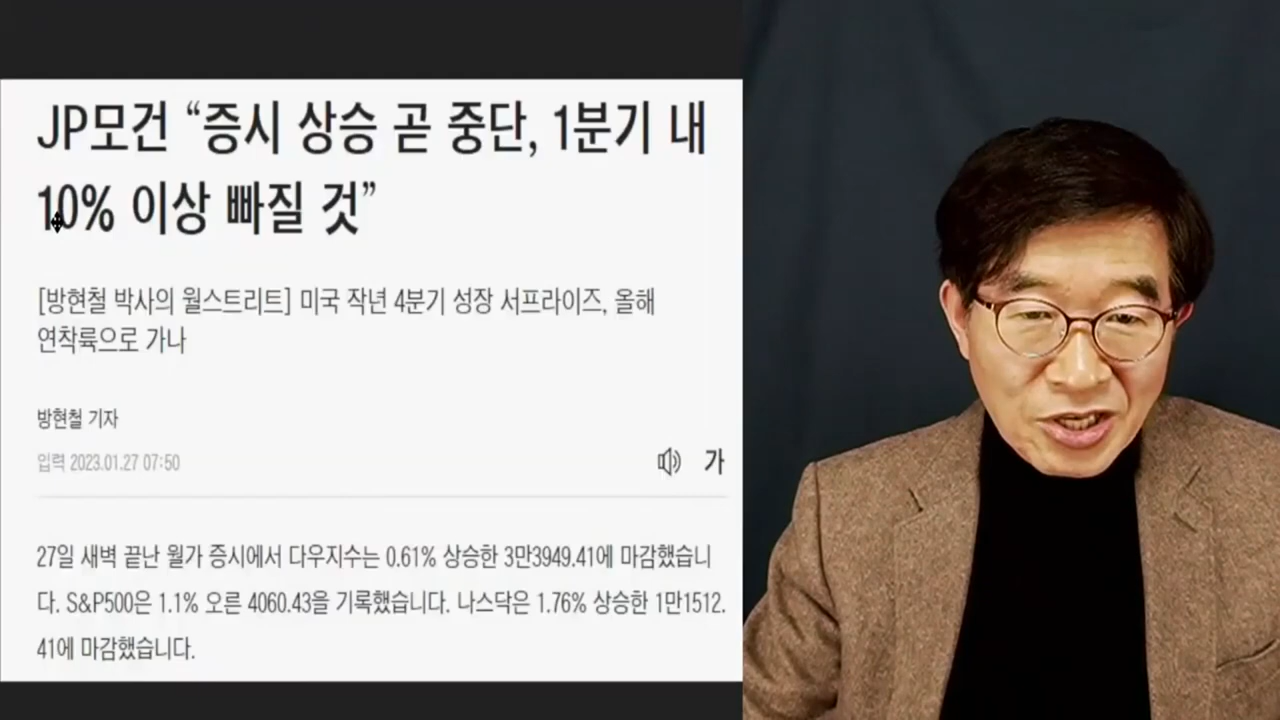 JP모건 “증시 상승 곧 중단, 1분기 내
10% 이상 빠질 것”
[방현철 박사의 월스트리트] 미국 작년 4분기 성장 서프라이즈, 올해
연착륙으로 가나
방현철 기자
입력 2023.01.27 07:50
가
27일 새벽 끝난 월가 증시에서 다우지수는 0.61% 상승한 3만3949.41에 마감했습니
다. S&P500은 1.1% 오른 4060.43을 기록했습니다. 나스닥은 1.76% 상승한 1만1512.
41에 마감했습니다.